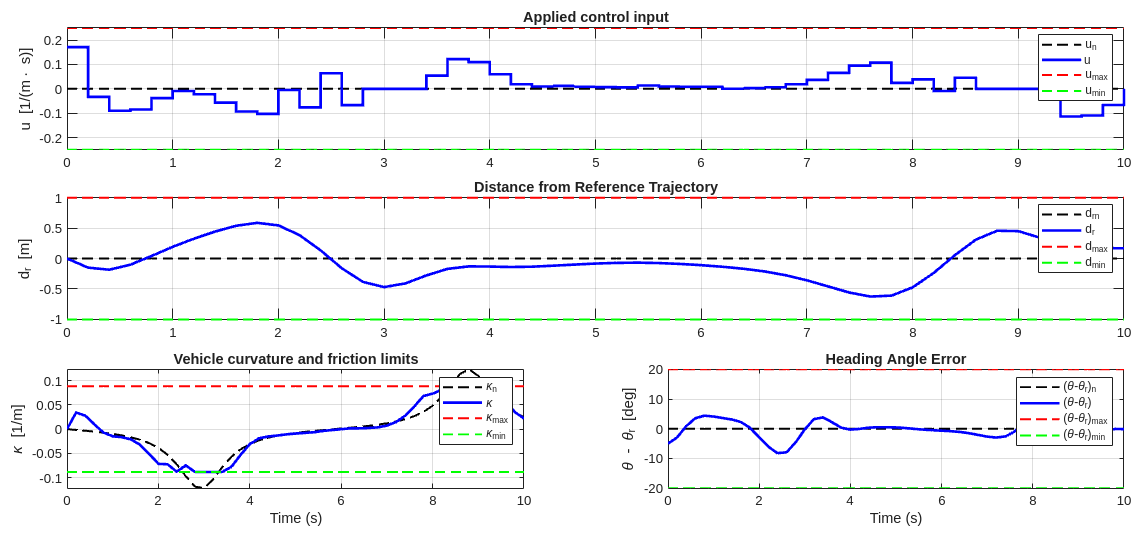 Applied control input
0.2
0.1
0
-0.1
-0.2
u [1/(m · s)]
0 1 2 3 4 5 6 7 8 9 10
uₙ
u
uₘₐₓ
uₘᵢₙ
Distance from Reference Trajectory
1
0.5
0
-0.5
-1
dᵣ [m]
0 1 2 3 4 5 6 7 8 9 10
dᵣₙ
dᵣ
dₘₐₓ
dₘᵢₙ
Vehicle curvature and friction limits
0.1
0.05
0
-0.05
-0.1
κ [1/m]
0 2 4 6 8 10
Time (s)
κₙ
κ
κₘₐₓ
κₘᵢₙ
Heading Angle Error
20
10
0
-10
-20
θ - θᵣ [deg]
0 2 4 6 8 10
Time (s)
(θ-θᵣ)ₙ
(θ-θᵣ)
(θ-θᵣ)ₘₐₓ
(θ-θᵣ)ₘᵢₙ